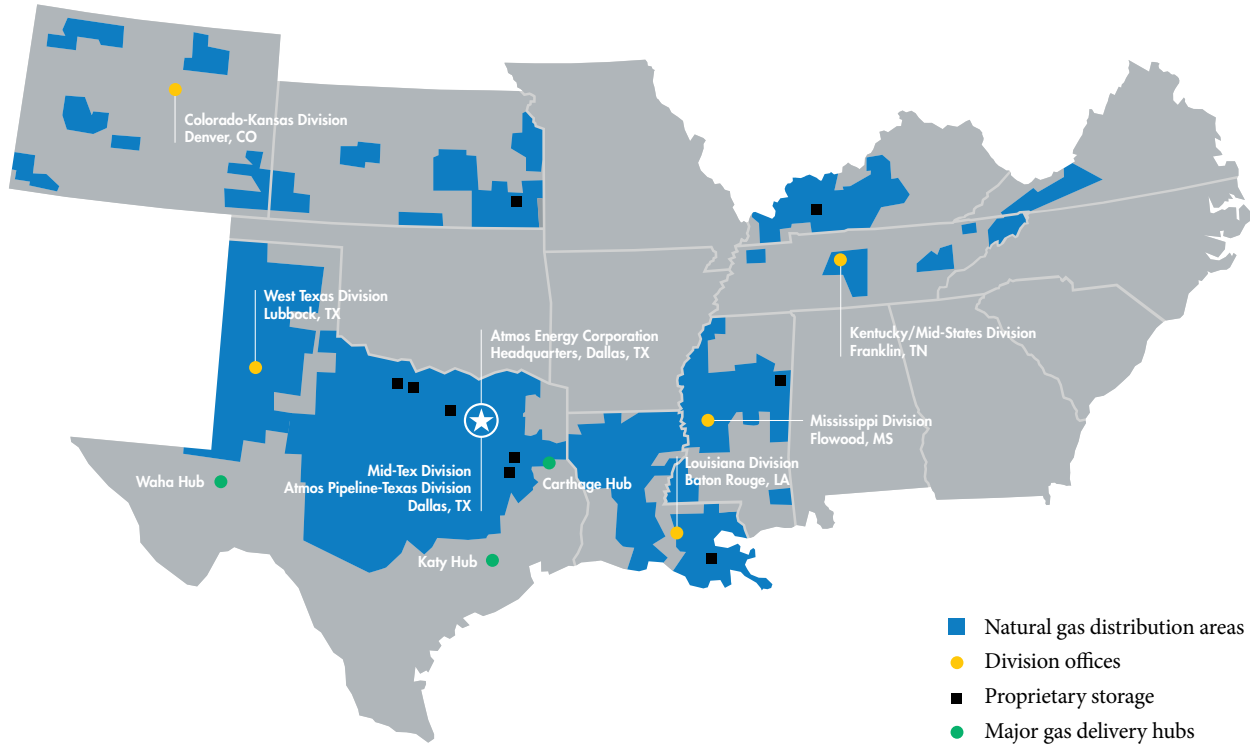 Colorado-Kansas Division
Denver, CO
West Texas Division
Lubbock, TX
Atmos Energy Corporation
Headquarters, Dallas, TX
Kentucky/Mid-States Division
Franklin, TN
Mississippi Division
Flowood, MS
Louisiana Division
Baton Rouge, LA
Mid-Tex Division
Atmos Pipeline-Texas Division
Dallas, TX
Waha Hub
Carthage Hub
Katy Hub
Natural gas distribution areas
Division offices
Proprietary storage
Major gas delivery hubs